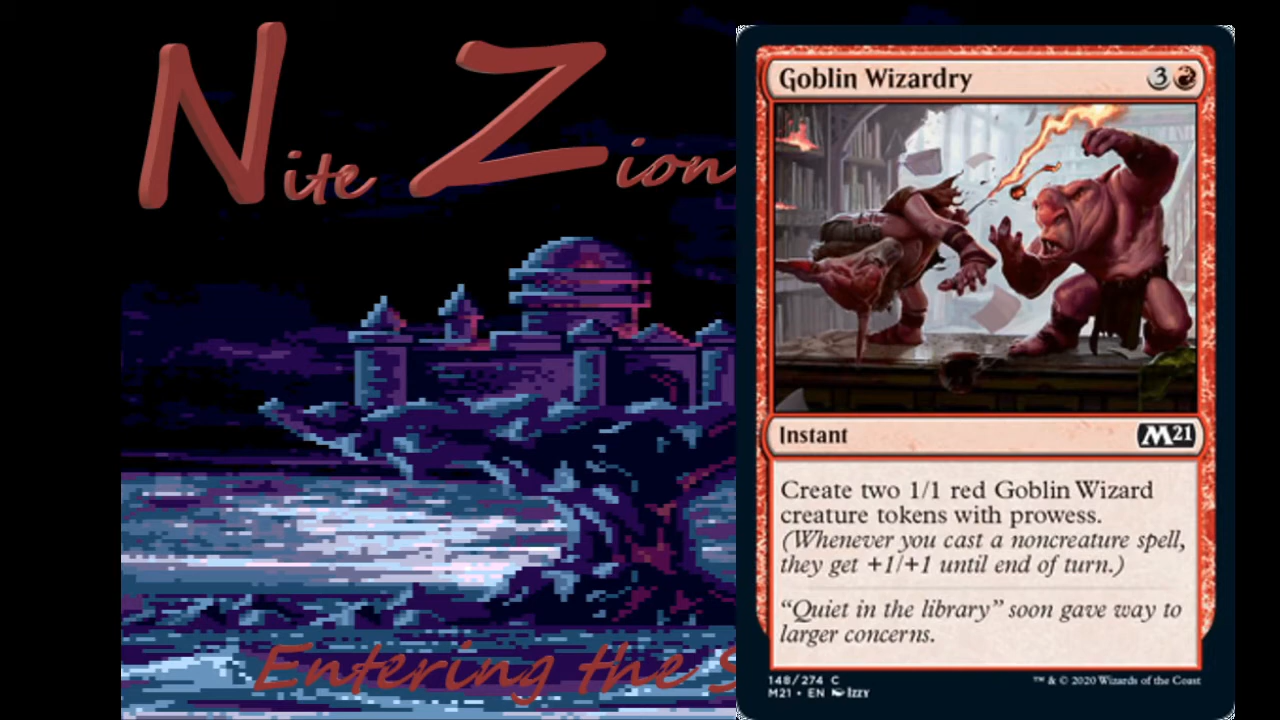 Nite Zion
Entering the S
Goblin Wizardry
3
Instant
M21
Create two 1/1 red Goblin Wizard
creature tokens with prowess.
(Whenever you cast a noncreature spell,
they get +1/+1 until end of turn.)
“Quiet in the library” soon gave way to
larger concerns.
148/274 C
M21 • EN Izzy
™ & © 2020 Wizards of the Coast